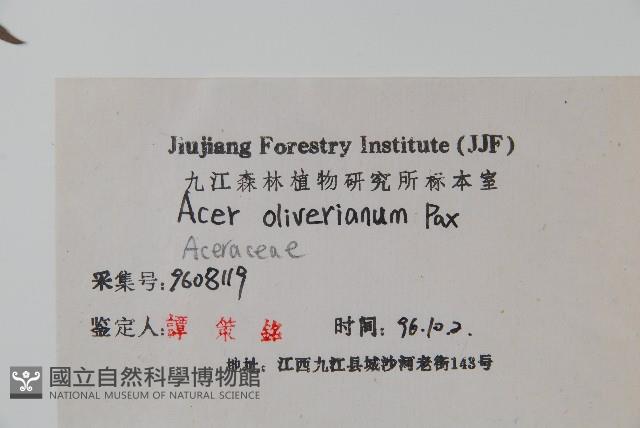 Jiujiang Forestry Institute (JJF)
九江森林植物研究所标本室
Acer oliverianum Pax
Aceraceae
采集号:9608119
鉴定人:譚策銘 时间:96.10.2.
地址:江西九江县城沙河老街143号
國立自然科學博物館
NATIONAL MUSEUM OF NATURAL SCIENCE